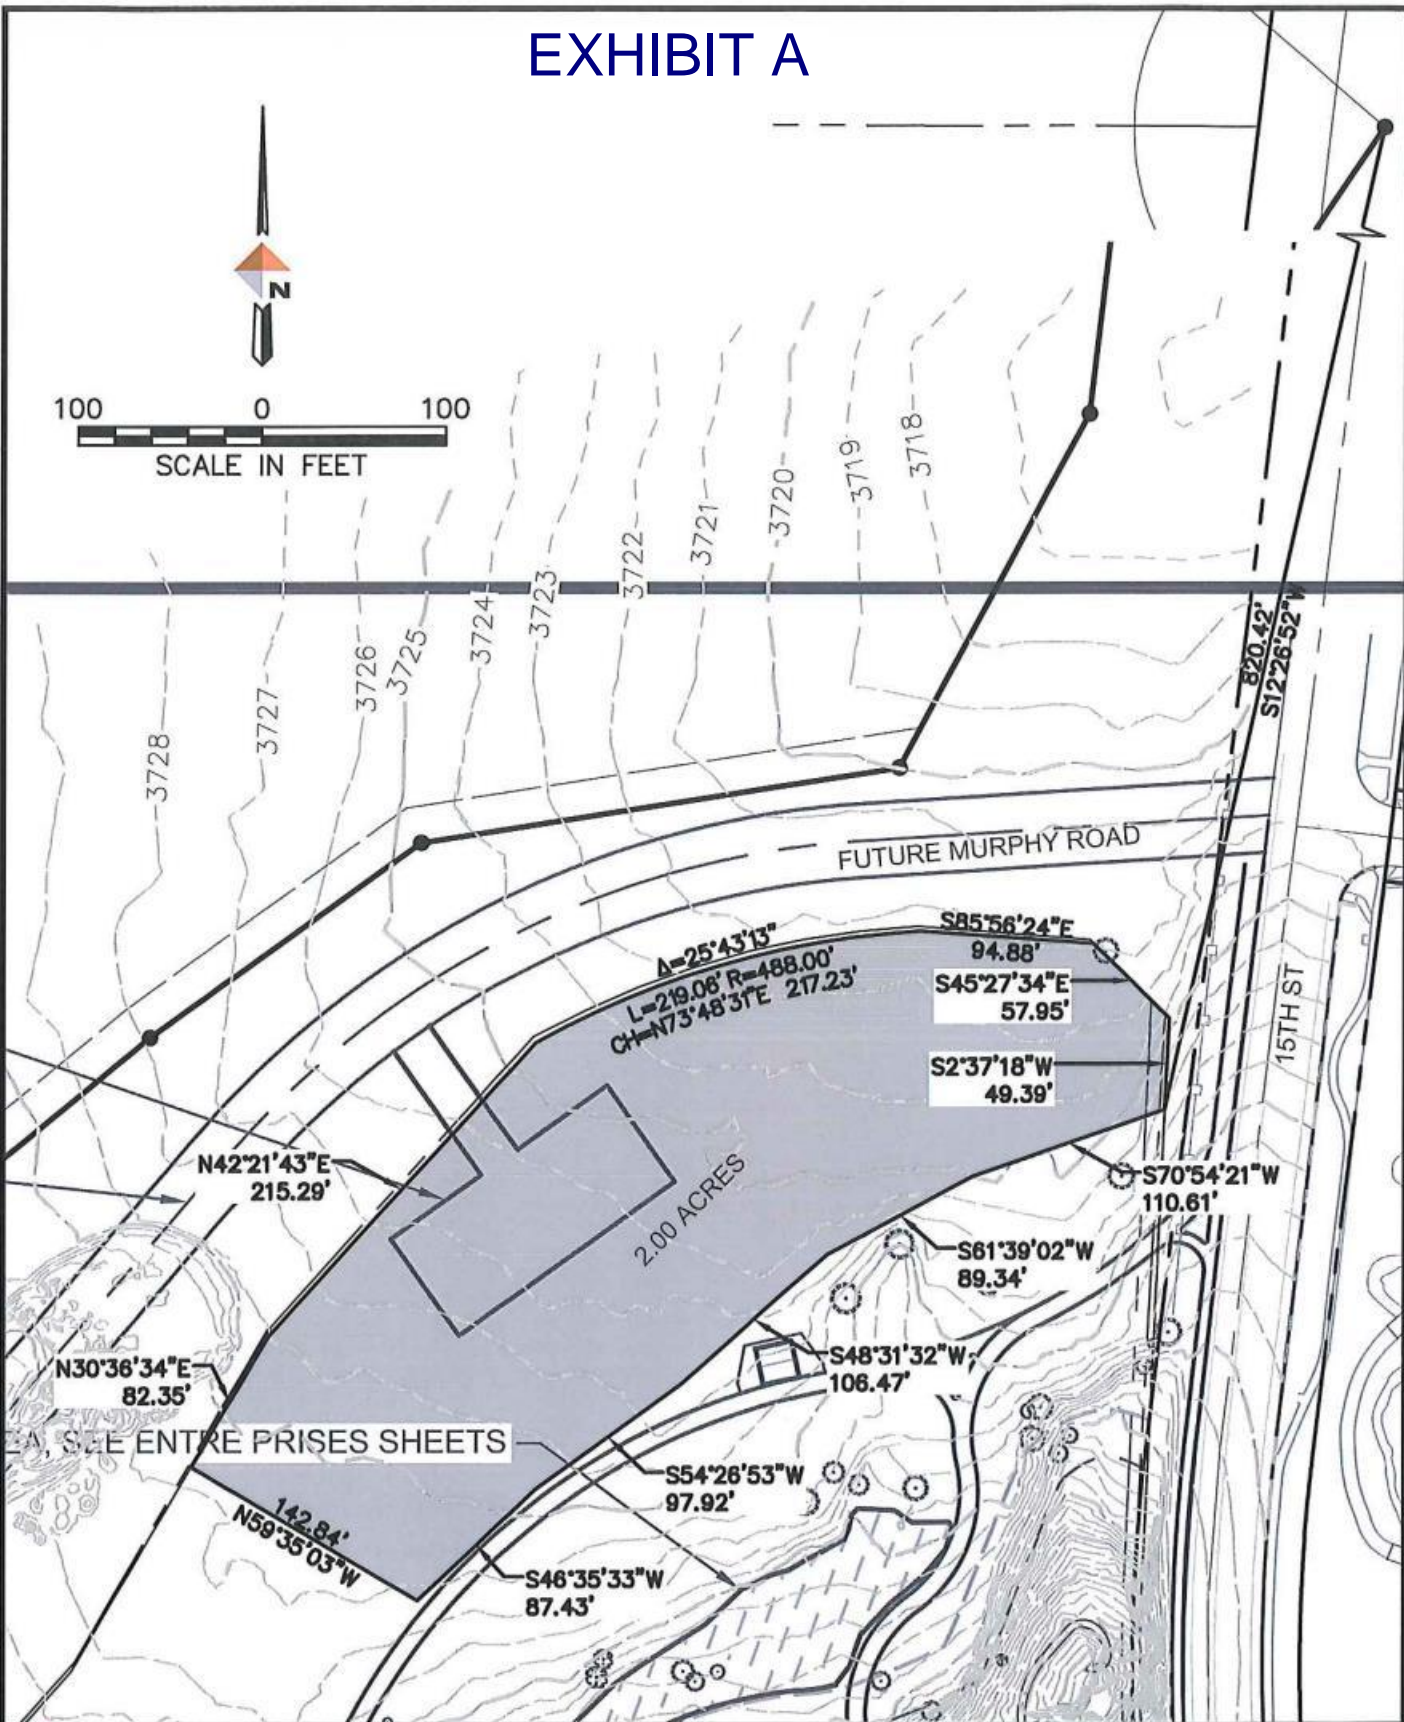 EXHIBIT A
N
100 0 100
SCALE IN FEET
3718
3719
3720
3721
3722
3723
3724
3725
3726
3727
3728
820.42'
S12°26'52"W
FUTURE MURPHY ROAD
Δ=25°43'13"
L=219.06' R=488.00'
CH=N73°48'31"E 217.23'
S85°56'24"E
94.88'
S45°27'34"E
57.95'
S2°37'18"W
49.39'
15TH ST
N42°21'43"E
215.29'
2.00 ACRES
S70°54'21"W
110.61'
S61°39'02"W
89.34'
N30°36'34"E
82.35'
S48°31'32"W
106.47'
SEE ENTRE PRISES SHEETS
S54°26'53"W
97.92'
142.84'
N59°35'03"W
S46°35'33"W
87.43'